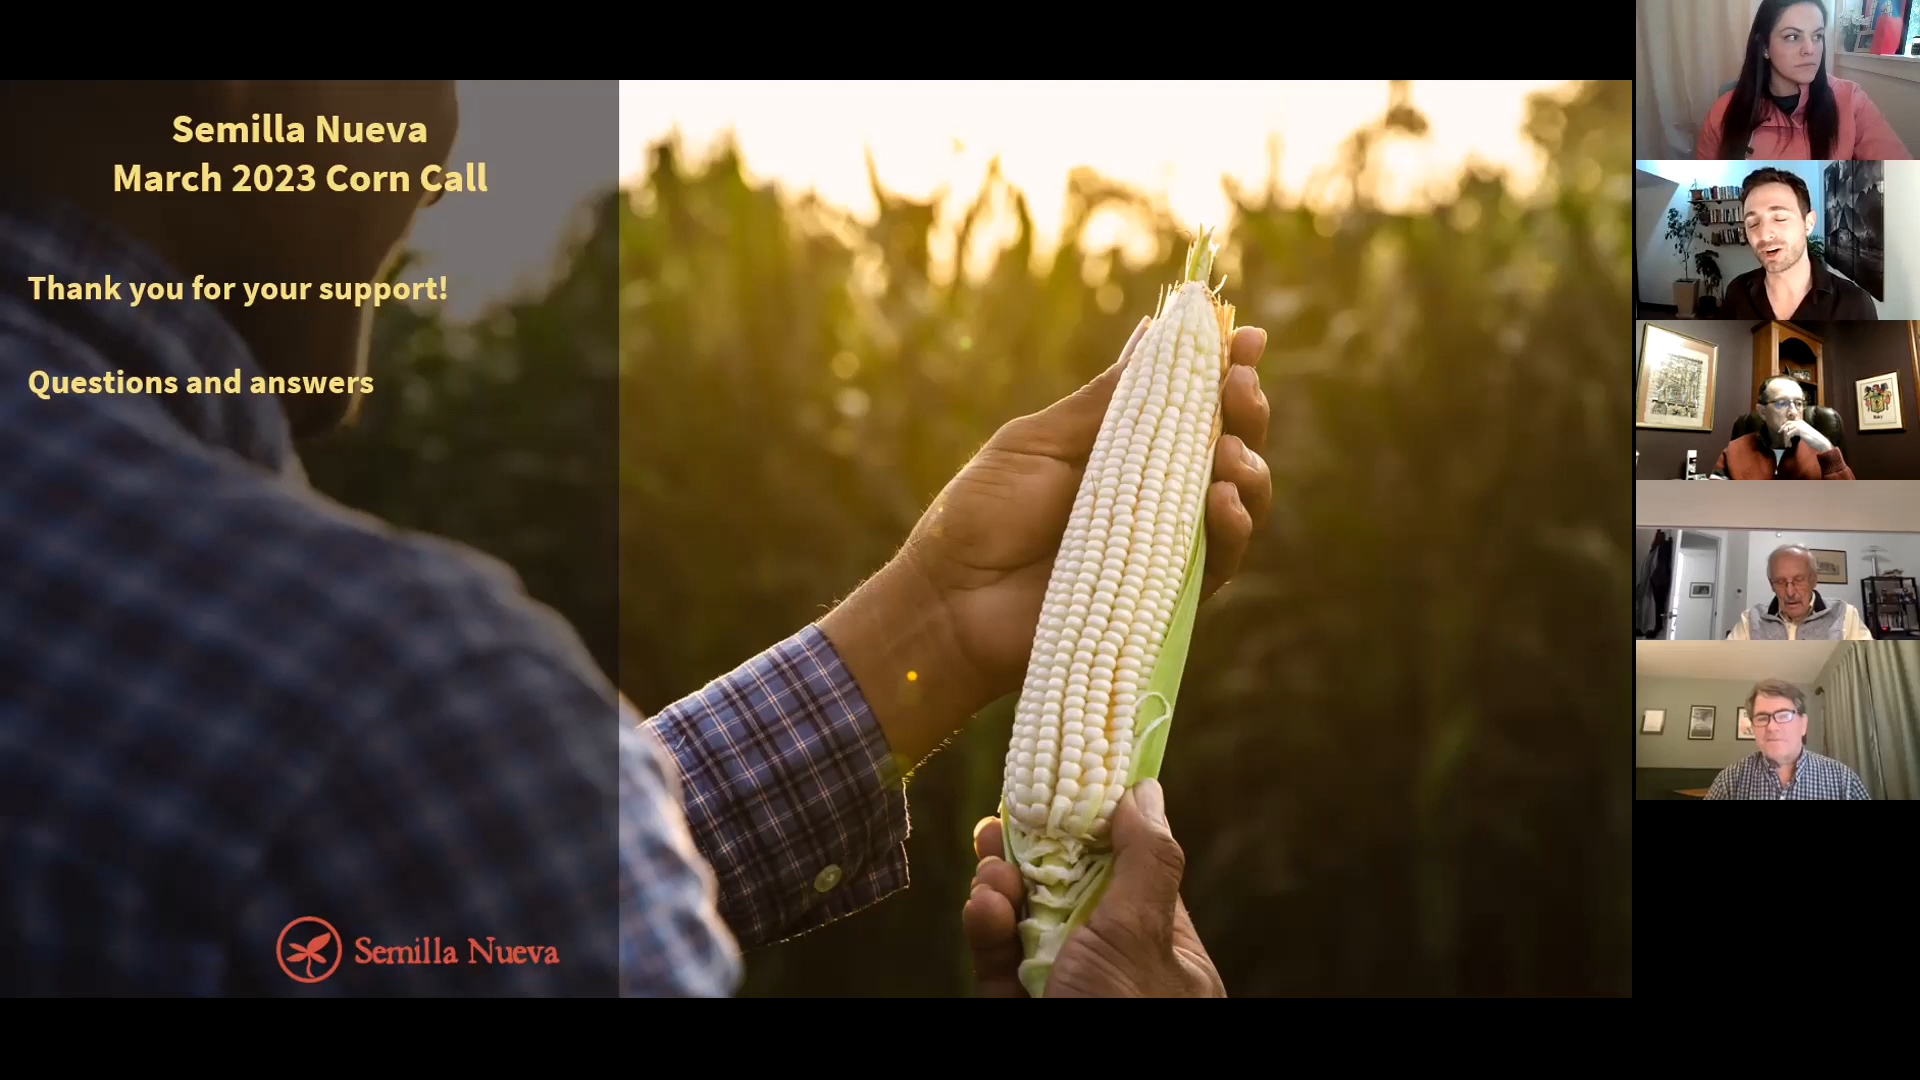 Semilla Nueva
March 2023 Corn Call
Thank you for your support!
Questions and answers
Semilla Nueva